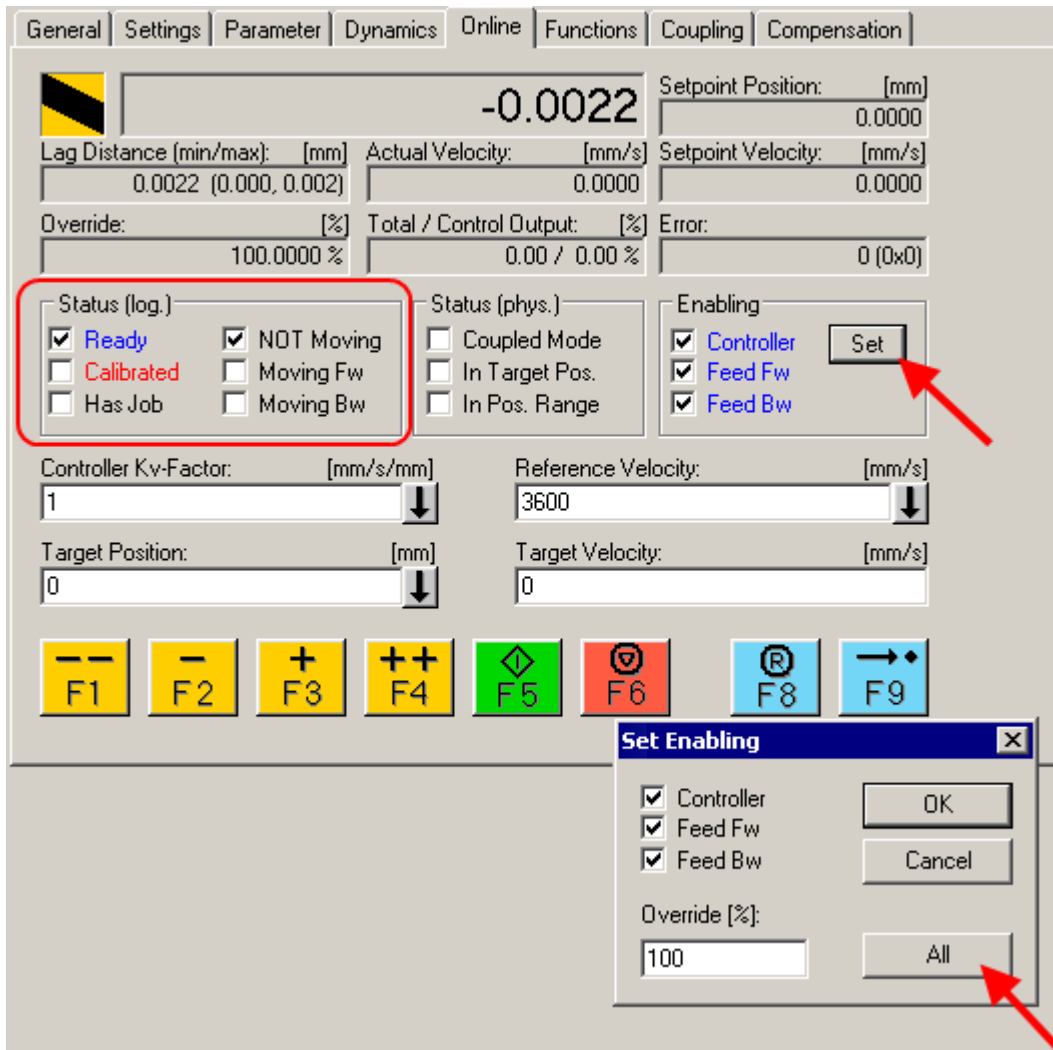 General Settings Parameter Dynamics Online Functions Coupling Compensation
-0.0022
Setpoint Position: [mm]
0.0000
Lag Distance (min/max): [mm] Actual Velocity: [mm/s] Setpoint Velocity: [mm/s]
0.0022 (0.000, 0.002) 0.0000 0.0000
Override: [%] Total / Control Output: [%] Error:
100.0000 % 0.00 / 0.00 % 0 (0x0)
Status (log.) Status (phys.) Enabling
Ready NOT Moving Coupled Mode Controller Set
Calibrated Moving Fw In Target Pos. Feed Fw
Has Job Moving Bw In Pos. Range Feed Bw
Controller Kv-Factor: [mm/s/mm] Reference Velocity: [mm/s]
1 3600
Target Position: [mm] Target Velocity: [mm/s]
0 0
-- - + ++ R
F1 F2 F3 F4 F5 F6 F8 F9
Set Enabling
Controller OK
Feed Fw
Feed Bw Cancel
Override [%]:
100 All